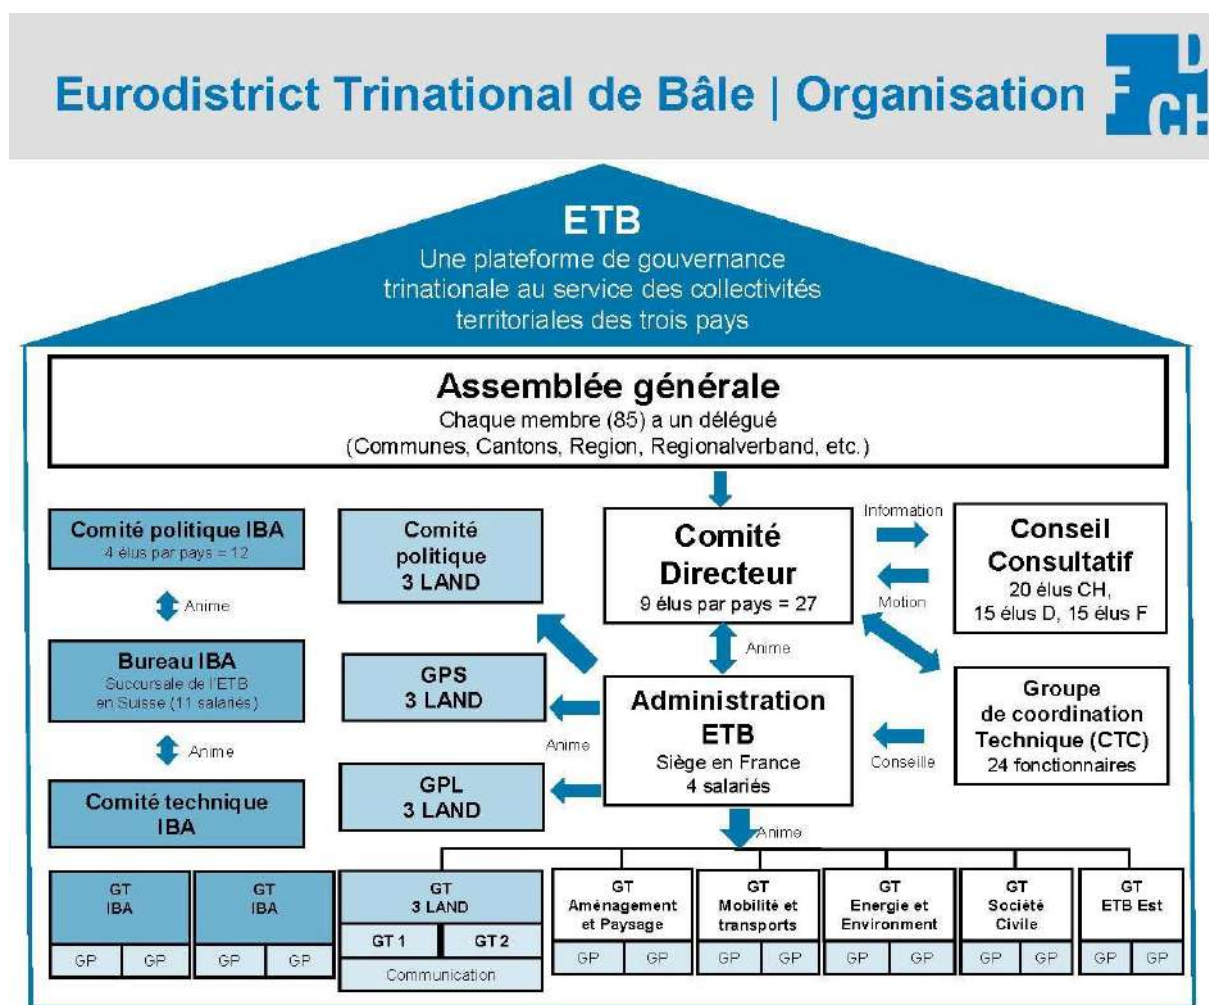 Eurodistrict Trinational de Bâle | Organisation
D
F
CH
ETB
Une plateforme de gouvernance
trinationale au service des collectivités
territoriales des trois pays
Assemblée générale
Chaque membre (85) a un délégué
(Communes, Cantons, Region, Regionalverband, etc.)
Comité politique IBA
4 élus par pays = 12
Anime
Bureau IBA
Succursale de l'ETB
en Suisse (11 salariés)
Anime
Comité technique
IBA
Comité
politique
3 LAND
GPS
3 LAND
Anime
GPL
3 LAND
Comité
Directeur
9 élus par pays = 27
Anime
Administration
ETB
Siège en France
4 salariés
Anime
Information
Motion
Conseil
Consultatif
20 élus CH,
15 élus D, 15 élus F
Conseille
Groupe
de coordination
Technique (CTC)
24 fonctionnaires
GT
IBA
GP
GP
GT
IBA
GP
GP
GT
3 LAND
GT 1
GT 2
Communication
GT
Aménagement
et Paysage
GP
GP
GT
Mobilité et
transports
GP
GP
GT
Energie et
Environment
GP
GP
GT
Société
Civile
GP
GP
GT
ETB Est
GP
GP